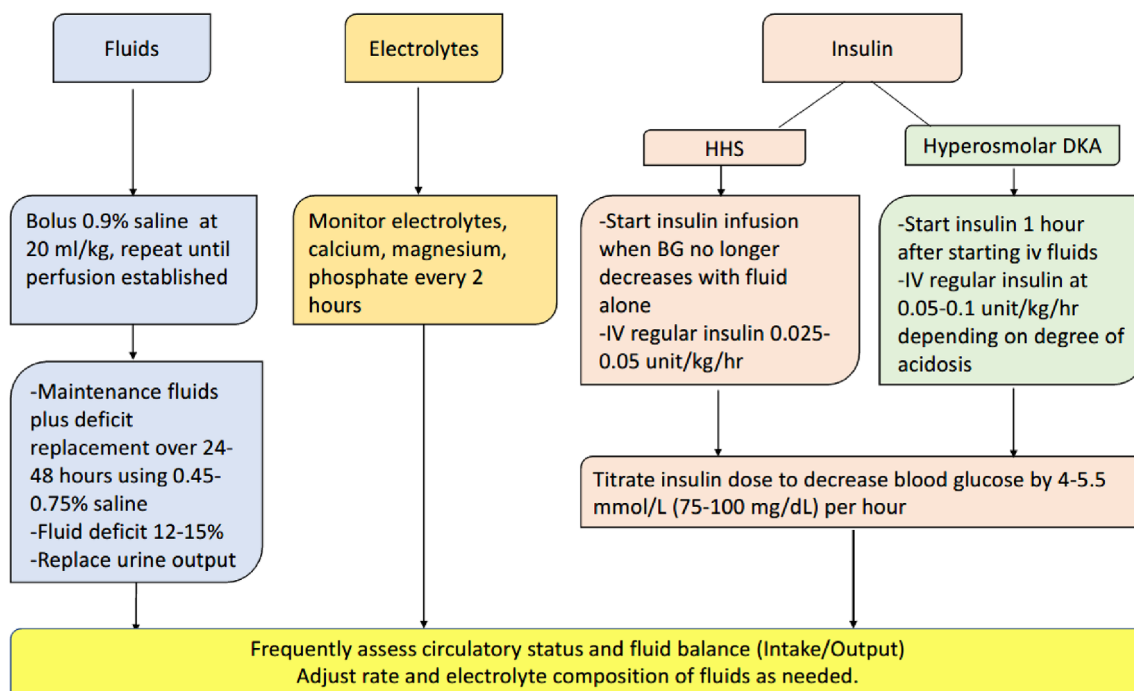 Fluids
Electrolytes
Insulin
HHS
Hyperosmolar DKA
Bolus 0.9% saline at
20 ml/kg, repeat until
perfusion established
Monitor electrolytes,
calcium, magnesium,
phosphate every 2
hours
-Start insulin infusion
when BG no longer
decreases with fluid
alone
-IV regular insulin 0.025-
0.05 unit/kg/hr
-Start insulin 1 hour
after starting iv fluids
-IV regular insulin at
0.05-0.1 unit/kg/hr
depending on degree of
acidosis
-Maintenance fluids
plus deficit
replacement over 24-
48 hours using 0.45-
0.75% saline
-Fluid deficit 12-15%
-Replace urine output
Titrate insulin dose to decrease blood glucose by 4-5.5
mmol/L (75-100 mg/dL) per hour
Frequently assess circulatory status and fluid balance (Intake/Output)
Adjust rate and electrolyte composition of fluids as needed.